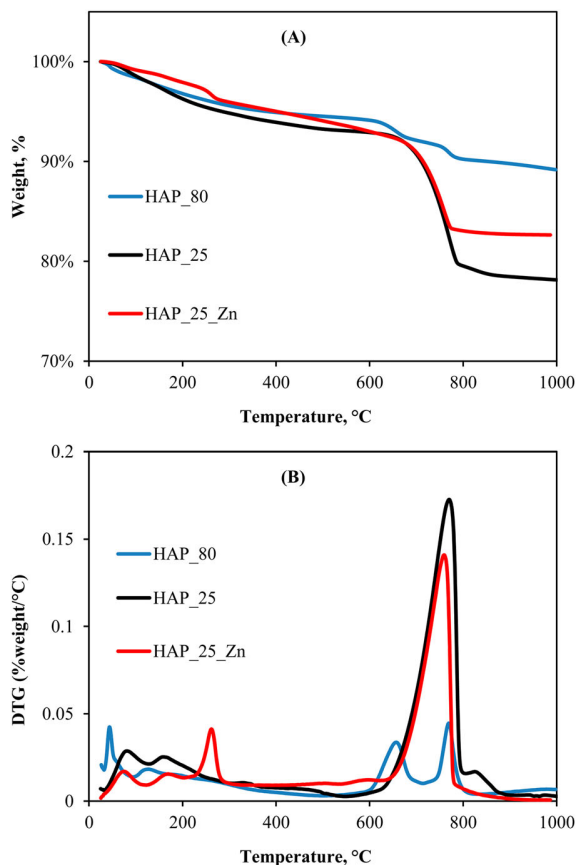 (A)
100%
90%
80%
70%
Weight, %
HAP_80
HAP_25
HAP_25_Zn
0 200 400 600 800 1000
Temperature, °C
(B)
0.2
0.15
0.1
0.05
0
DTG (%weight/°C)
HAP_80
HAP_25
HAP_25_Zn
0 200 400 600 800 1000
Temperature, °C